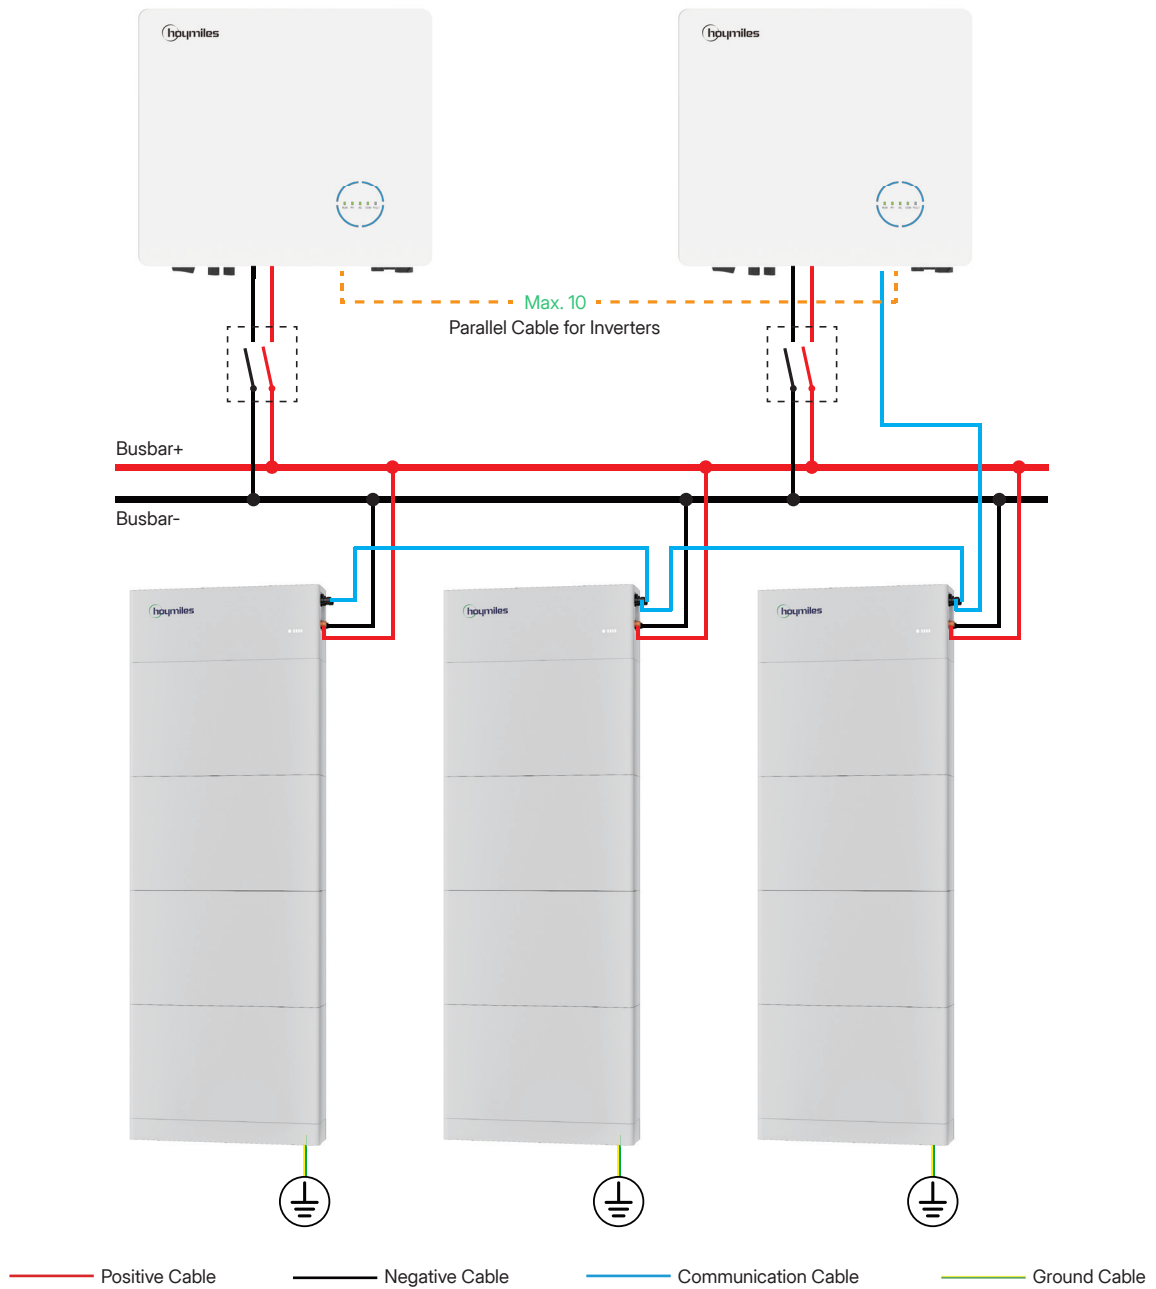 hoymiles
hoymiles
Max. 10
Parallel Cable for Inverters
Busbar+
Busbar-
hoymiles
hoymiles
hoymiles
Positive Cable
Negative Cable
Communication Cable
Ground Cable